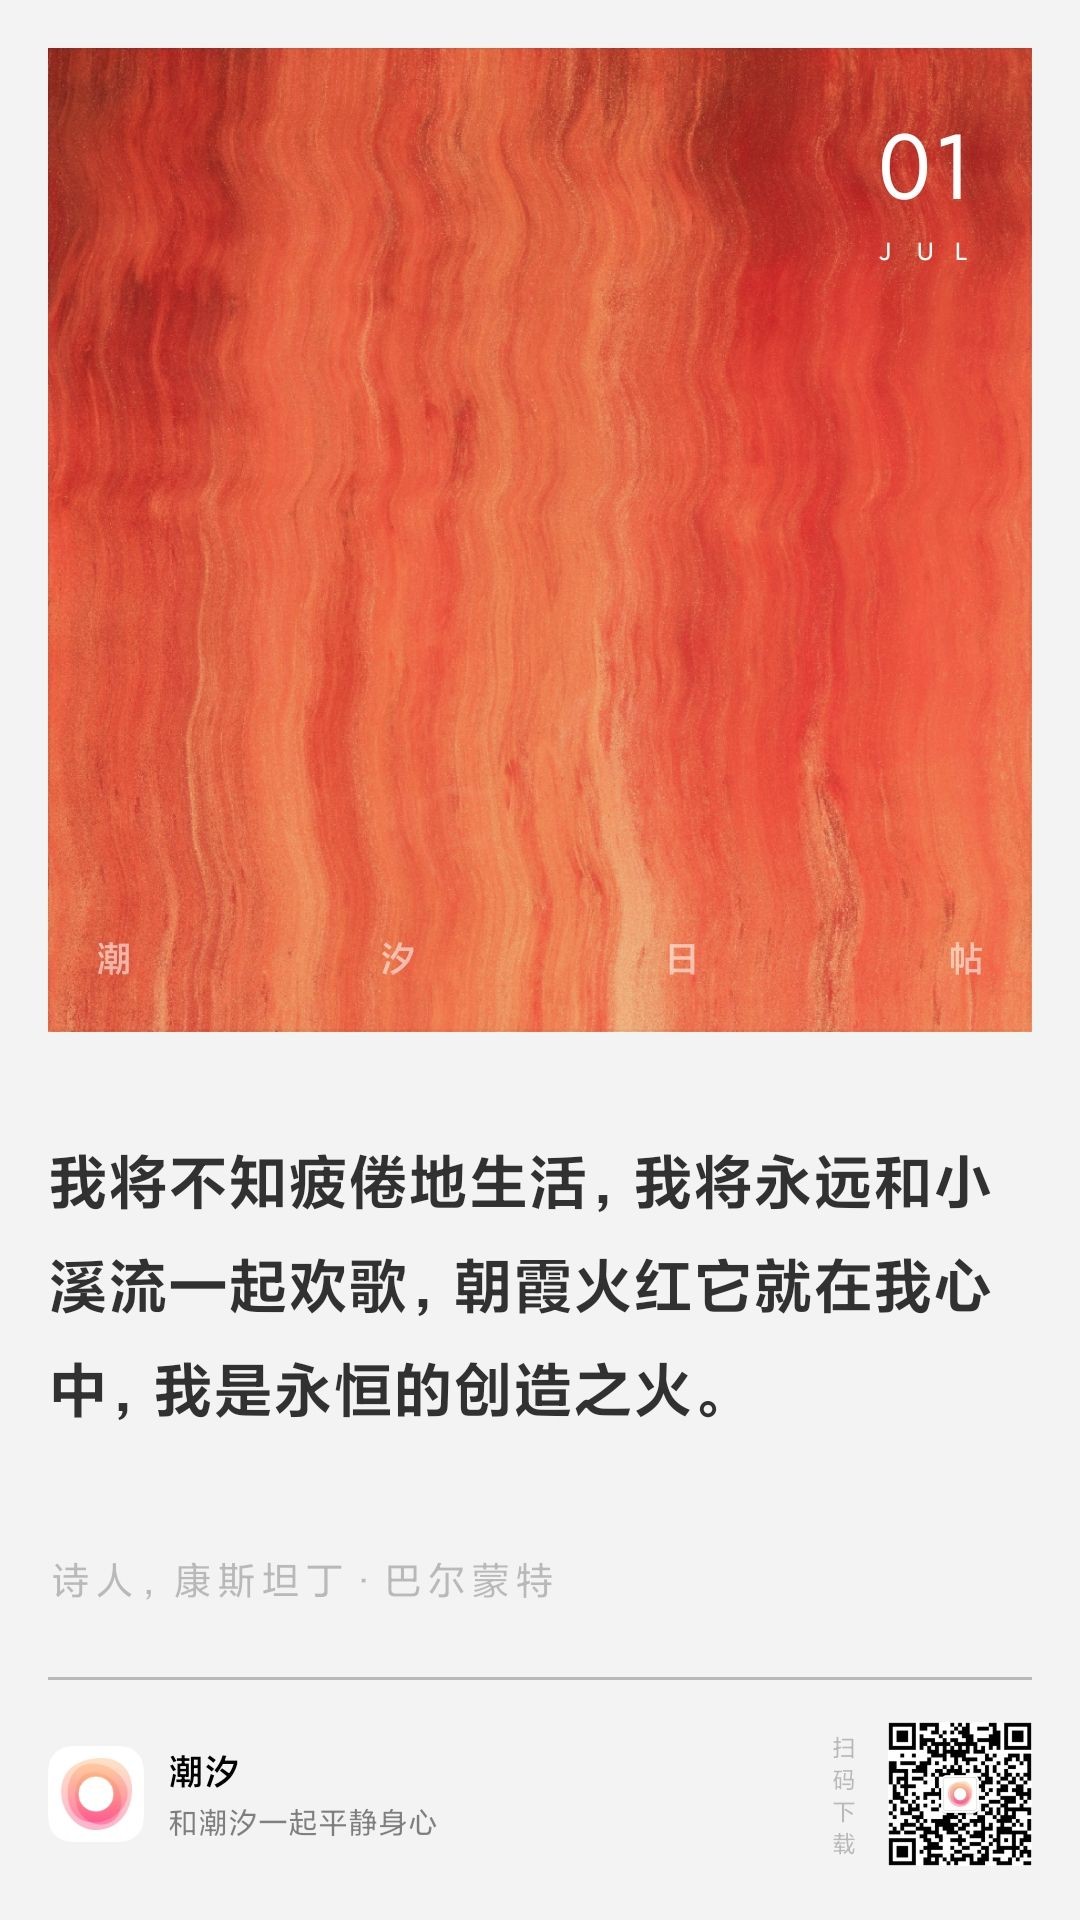 01
JUL
潮汐日帖
我将不知疲倦地生活，我将永远和小
溪流一起欢歌，朝霞火红它就在我心
中，我是永恒的创造之火。
诗人，康斯坦丁·巴尔蒙特
潮汐
和潮汐一起平静身心
扫码下载